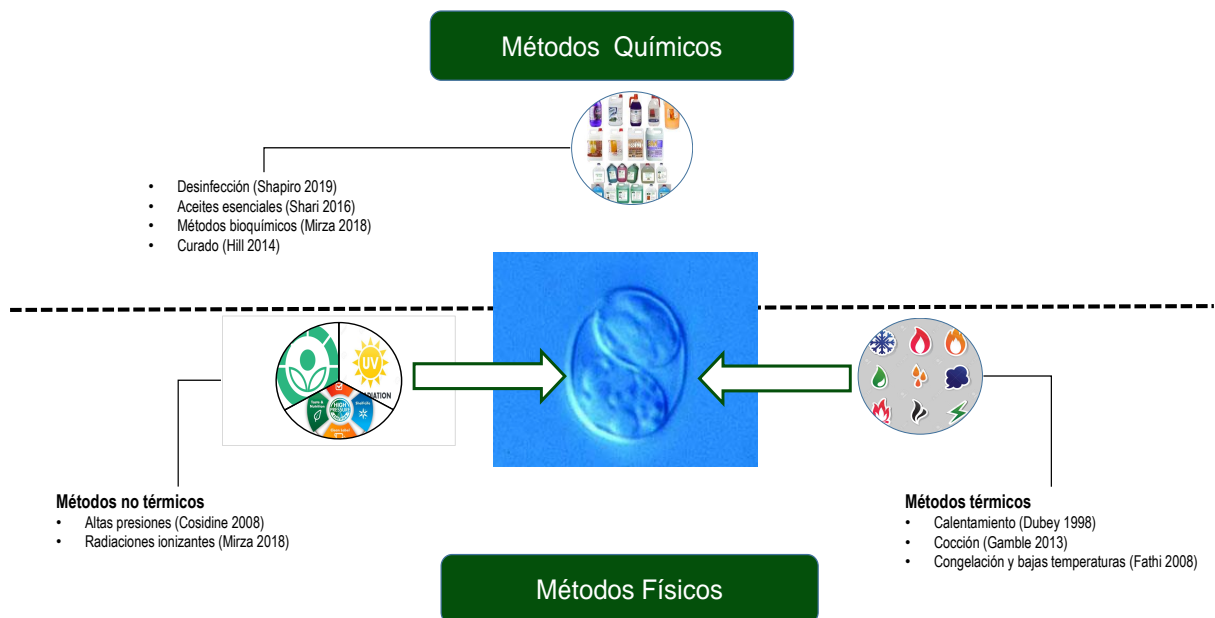 Métodos Químicos
• Desinfección (Shapiro 2019)
• Aceites esenciales (Shari 2016)
• Métodos bioquímicos (Mirza 2018)
• Curado (Hill 2014)
UV
DIATION
HIGH
PRESSURE
Métodos no térmicos
• Altas presiones (Cosidine 2008)
• Radiaciones ionizantes (Mirza 2018)
Métodos térmicos
• Calentamiento (Dubey 1998)
• Cocción (Gamble 2013)
• Congelación y bajas temperaturas (Fathi 2008)
Métodos Físicos